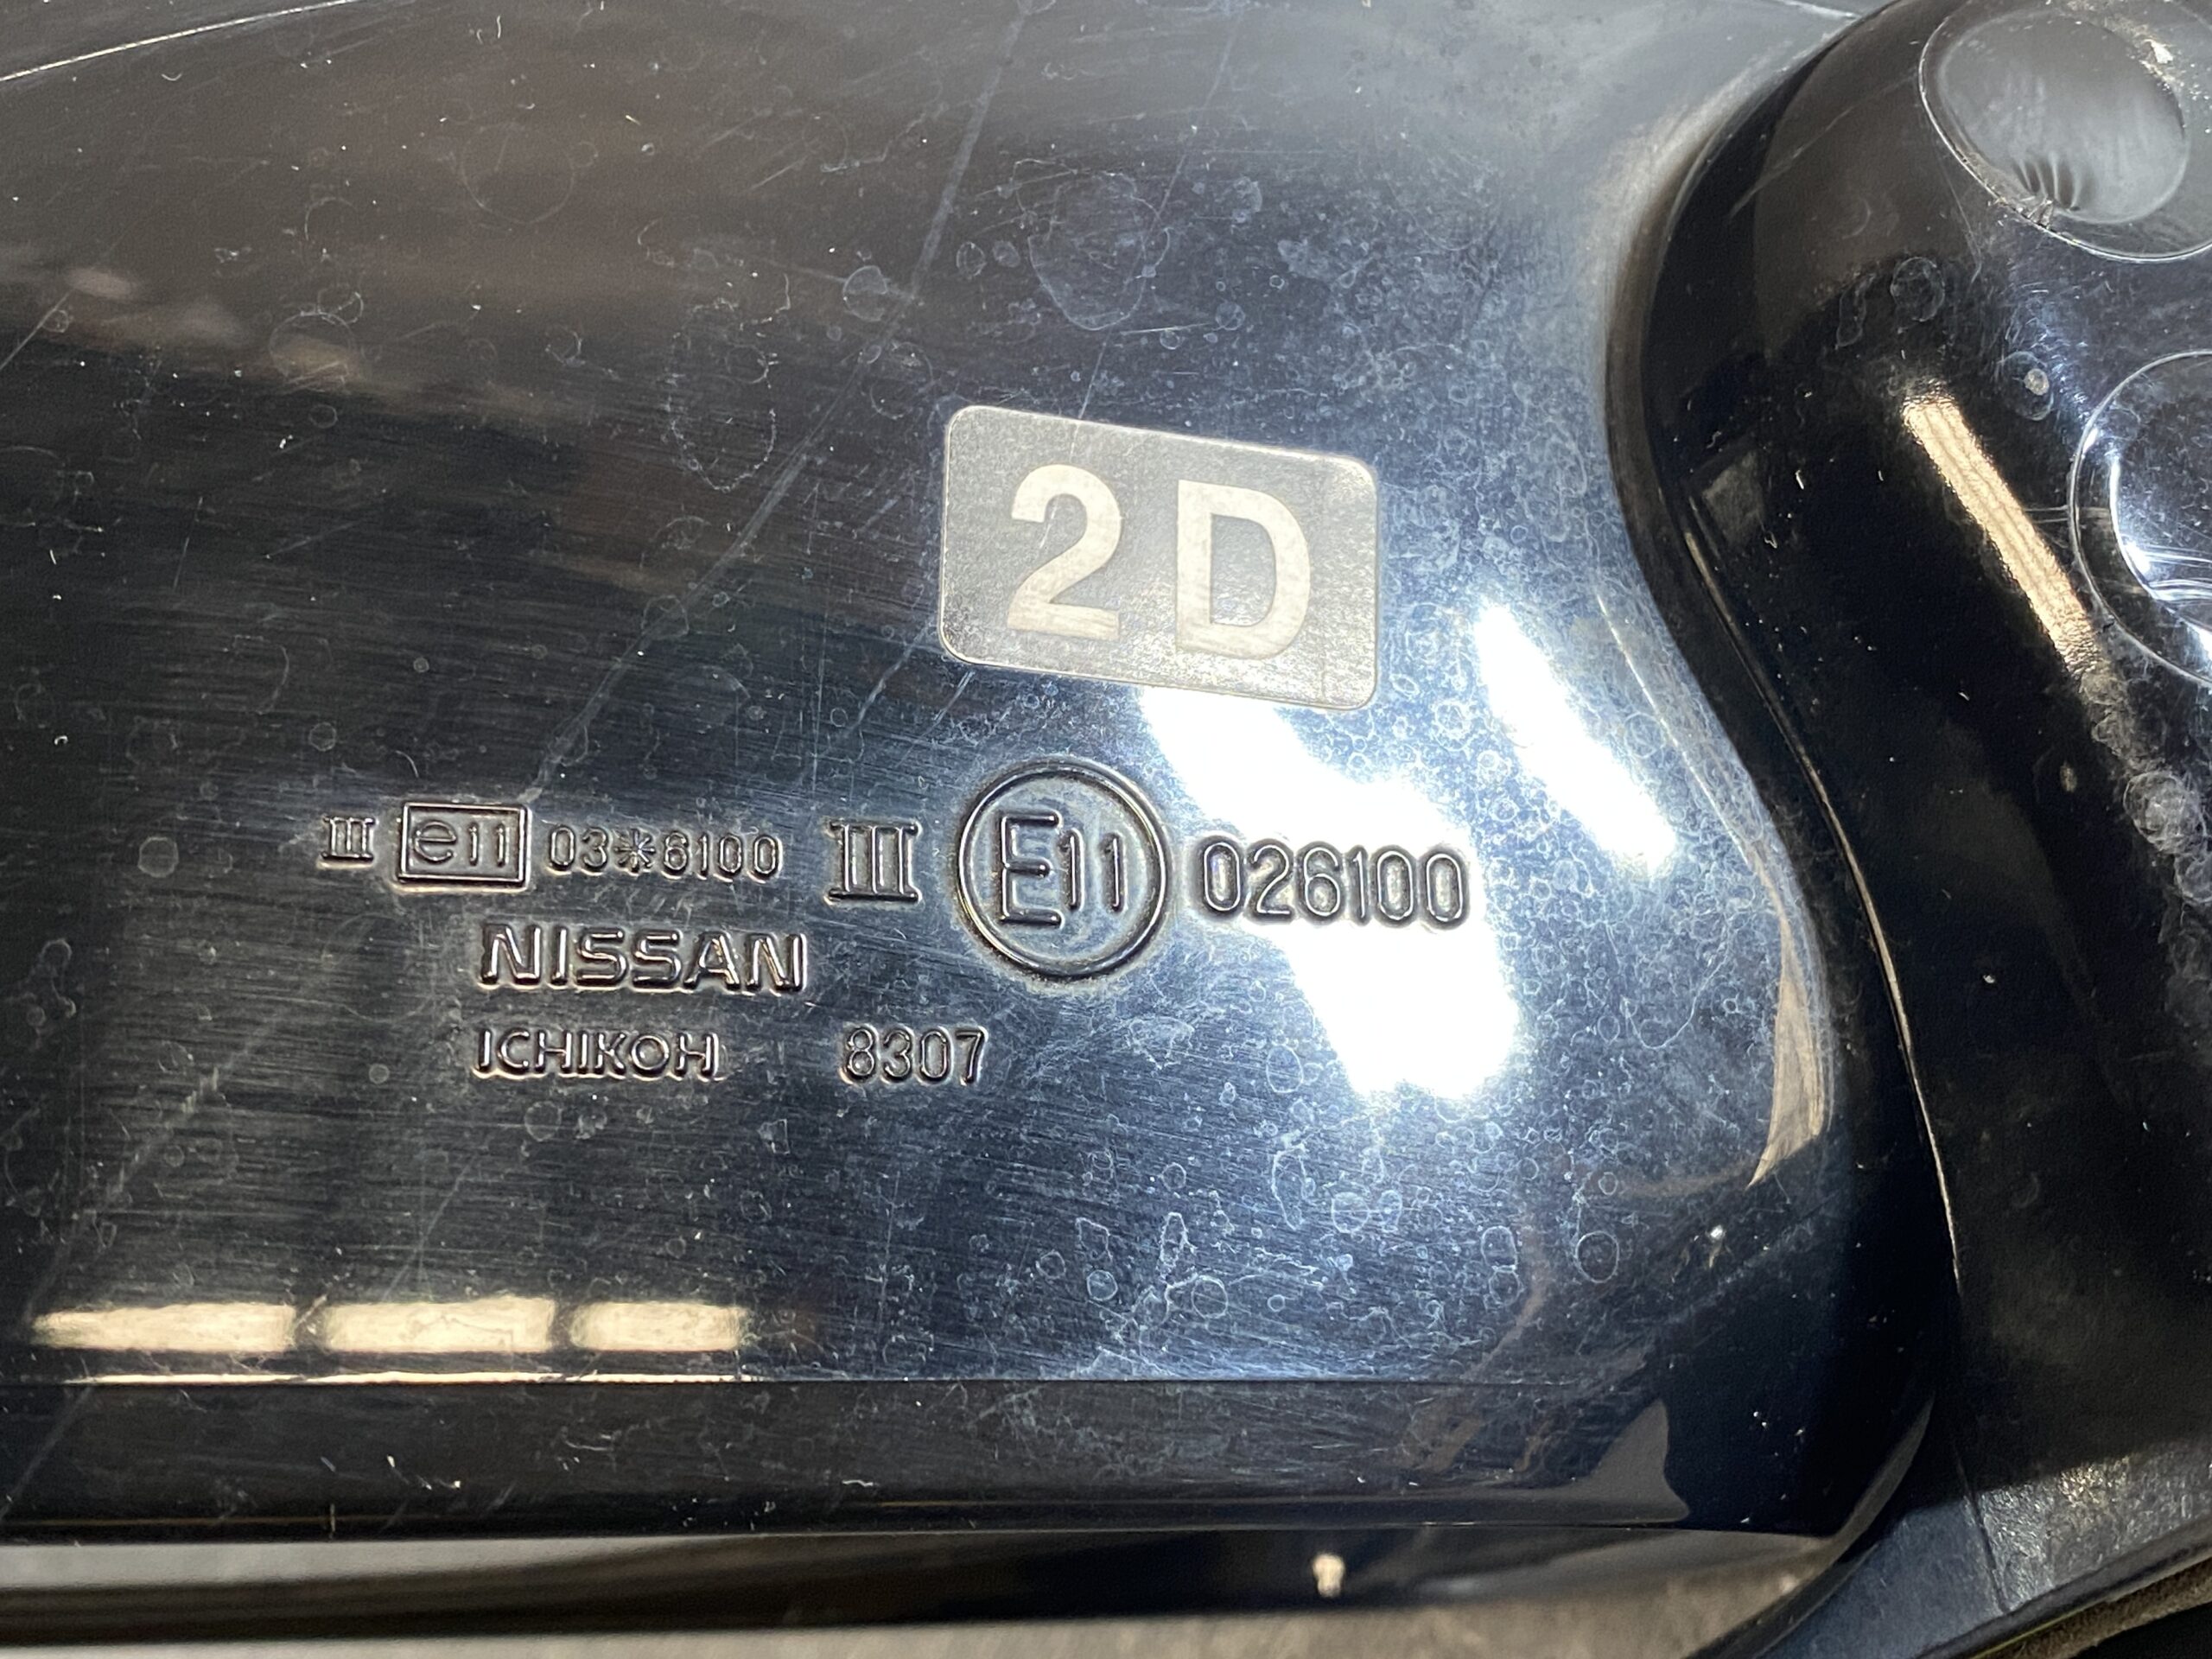 2D
III e11 03*6100 III E11 026100
NISSAN
ICHIKOH 8307